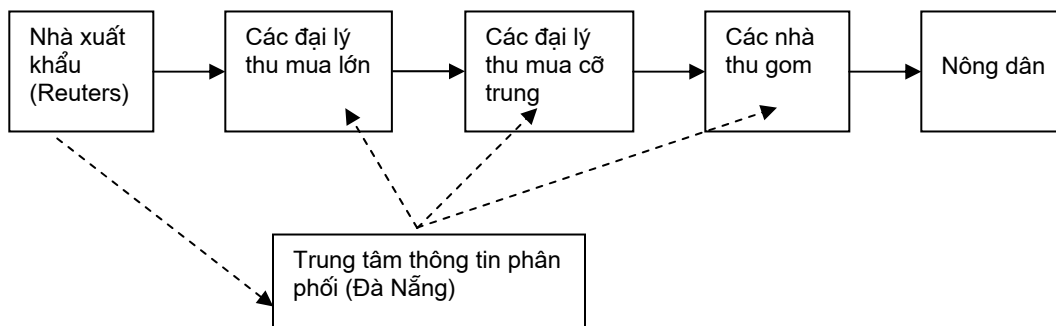 Nhà xuất
khẩu
(Reuters)
Các đại lý
thu mua lớn
Các đại lý
thu mua cỡ
trung
Các nhà
thu gom
Nông dân
Trung tâm thông tin phân
phối (Đà Nẵng)